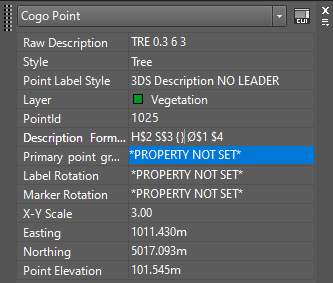 Cogo Point
CUI
Raw Description TRE 0.3 6 3
Style Tree
Point Label Style 3DS Description NO LEADER
Layer Vegetation
PointId 1025
Description Form... H$2 S$3 {} Ø$1 $4
Primary point gr... *PROPERTY NOT SET*
Label Rotation *PROPERTY NOT SET*
Marker Rotation *PROPERTY NOT SET*
X-Y Scale 3.00
Easting 1011.430m
Northing 5017.093m
Point Elevation 101.545m